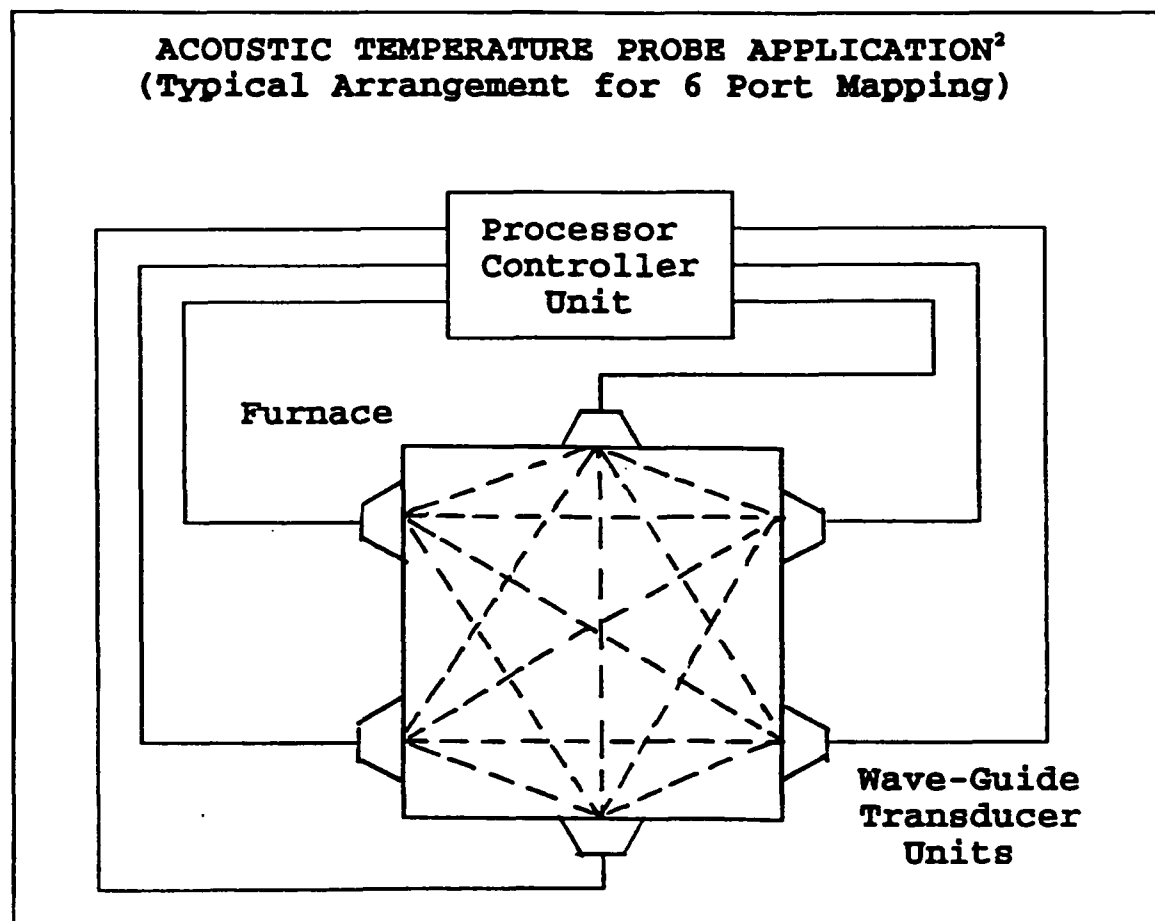 ACOUSTIC TEMPERATURE PROBE APPLICATION²
(Typical Arrangement for 6 Port Mapping)
Processor
Controller
Unit
Furnace
Wave-Guide
Transducer
Units